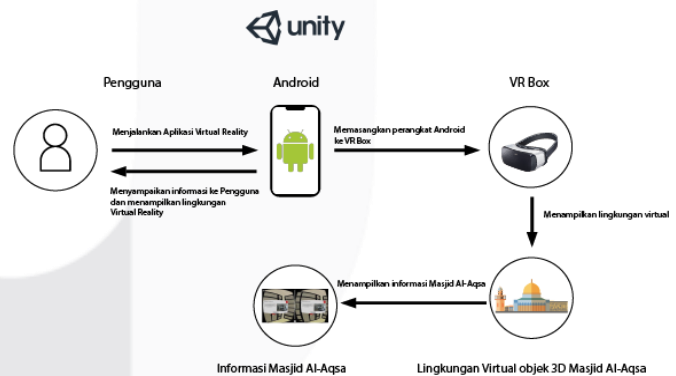 unity
Pengguna
Android
VR Box
Menjalankan Aplikasi Virtual Reality
Memasangkan perangkat Android
ke VR Box
Menyampaikan informasi ke Pengguna
dan menampilkan lingkungan
Virtual Reality
Menampilkan lingkungan virtual
Menampilkan informasi Masjid Al-Aqsa
Informasi Masjid Al-Aqsa
Lingkungan Virtual objek 3D Masjid Al-Aqsa